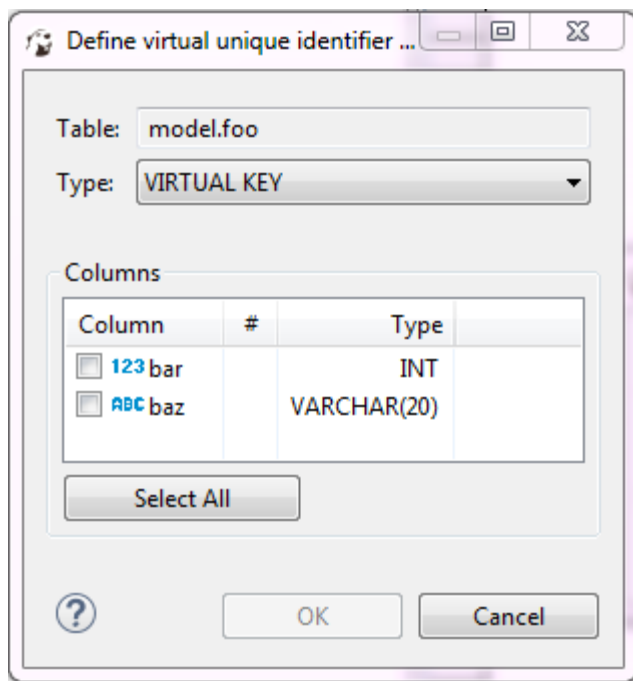 Define virtual unique identifier ...
Table: model.foo
Type: VIRTUAL KEY
Columns
Column # Type
123 bar INT
ABC baz VARCHAR(20)
Select All
? OK Cancel